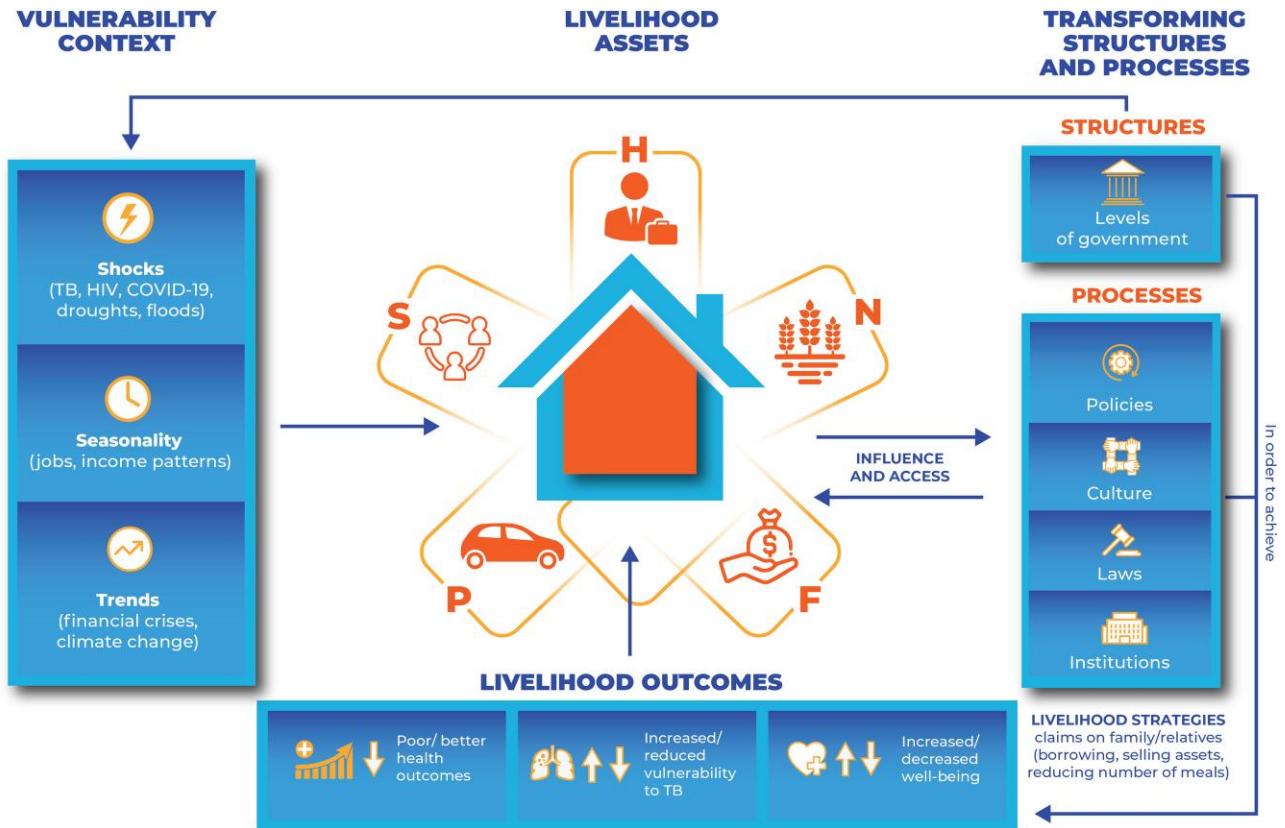 VULNERABILITY
CONTEXT
LIVELIHOOD
ASSETS
TRANSFORMING
STRUCTURES
AND PROCESSES
Shocks
(TB, HIV, COVID-19,
droughts, floods)
Seasonality
(jobs, income patterns)
Trends
(financial crises,
climate change)
H
S
N
P
F
$
INFLUENCE
AND ACCESS
STRUCTURES
Levels
of government
PROCESSES
Policies
Culture
Laws
Institutions
In order to achieve
LIVELIHOOD OUTCOMES
Poor/ better
health
outcomes
Increased/
reduced
vulnerability
to TB
Increased/
decreased
well-being
LIVELIHOOD STRATEGIES
claims on family/relatives
(borrowing, selling assets,
reducing number of meals)